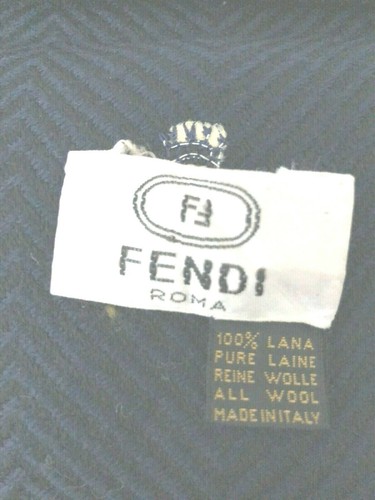 FF
FENDI
ROMA
100% LANA
PURE LAINE
REINE WOLLE
ALL WOOL
MADE IN ITALY